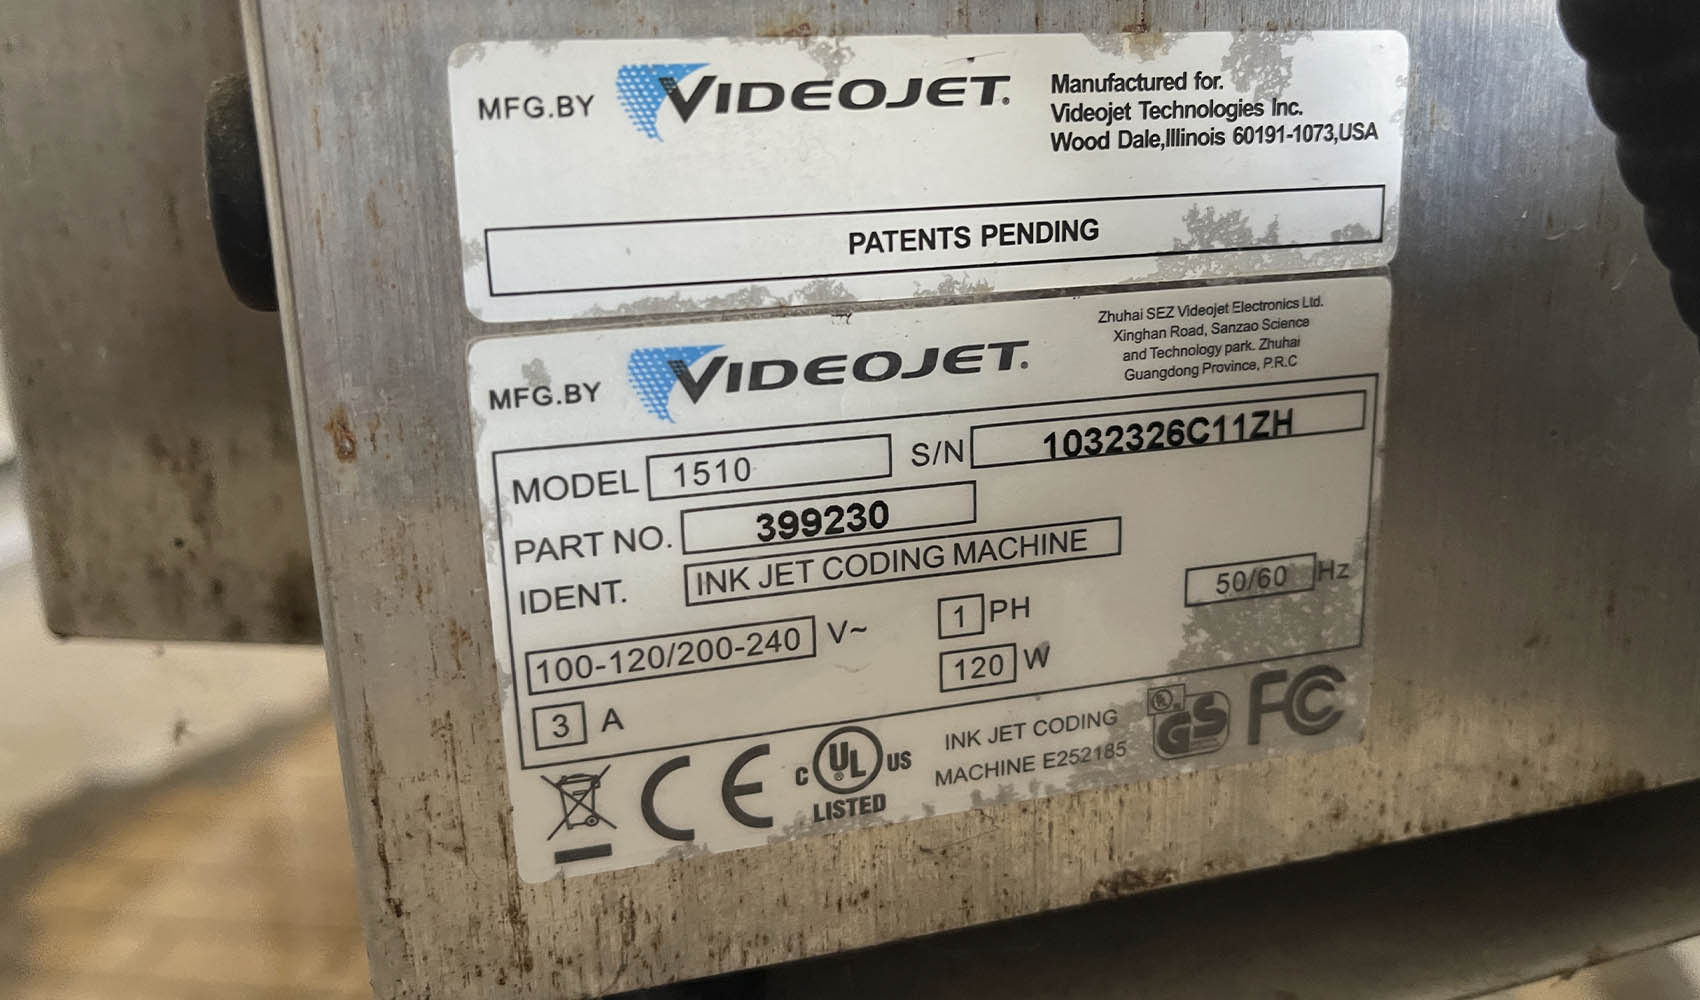 MFG.BY VIDEOJET.
Manufactured for.
Videojet Technologies Inc.
Wood Dale,Illinois 60191-1073,USA
PATENTS PENDING
MFG.BY VIDEOJET.
Zhuhai SEZ Videojet Electronics Ltd.
Xinghan Road, Sanzao Science
and Technology park. Zhuhai
Guangdong Province, P.R.C
MODEL 1510 S/N 1032326C11ZH
PART NO. 399230
IDENT. INK JET CODING MACHINE
100-120/200-240 V~ 1 PH 50/60 Hz
3 A 120 W
CE C UL US LISTED
INK JET CODING
MACHINE E252185
UL GS FC